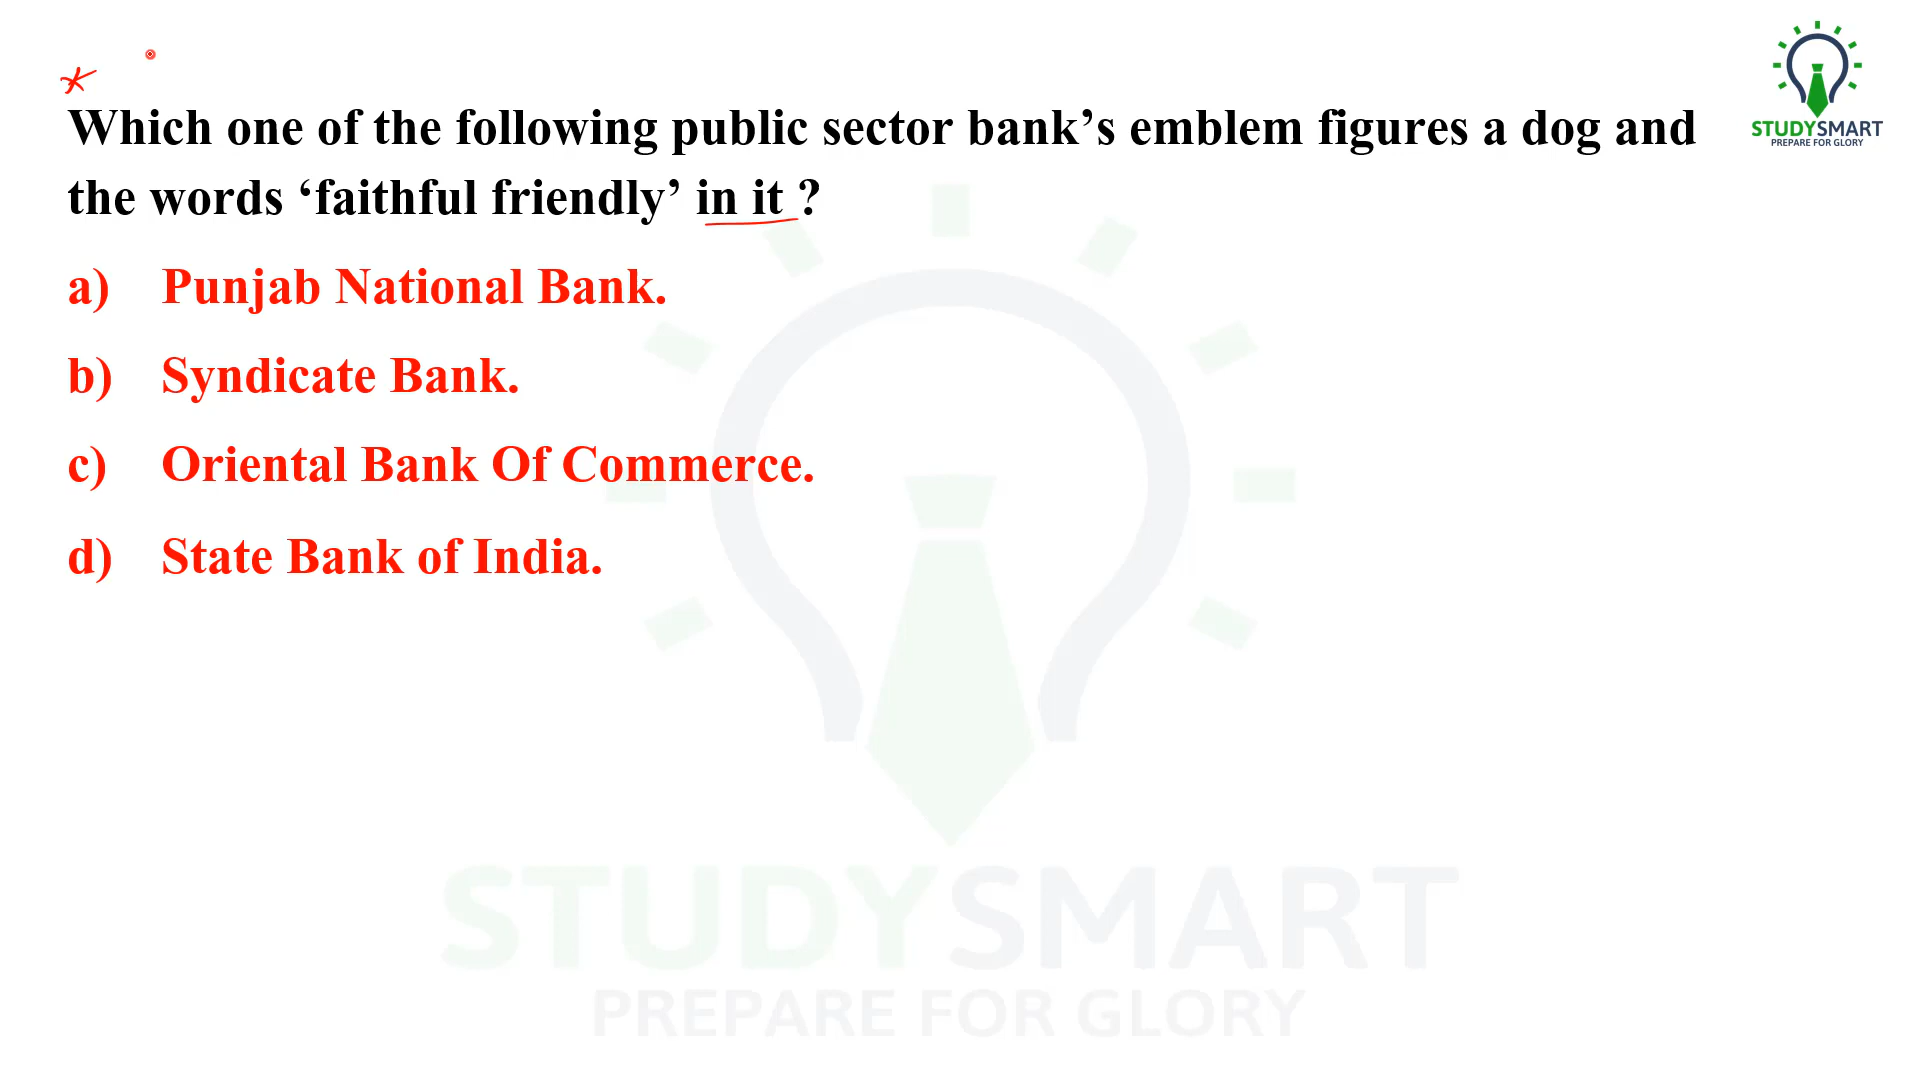 STUDYSMART
PREPARE FOR GLORY
Which one of the following public sector bank’s emblem figures a dog and
the words ‘faithful friendly’ in it ?
a) Punjab National Bank.
b) Syndicate Bank.
c) Oriental Bank Of Commerce.
d) State Bank of India.
STUDYSMART
PREPARE FOR GLORY